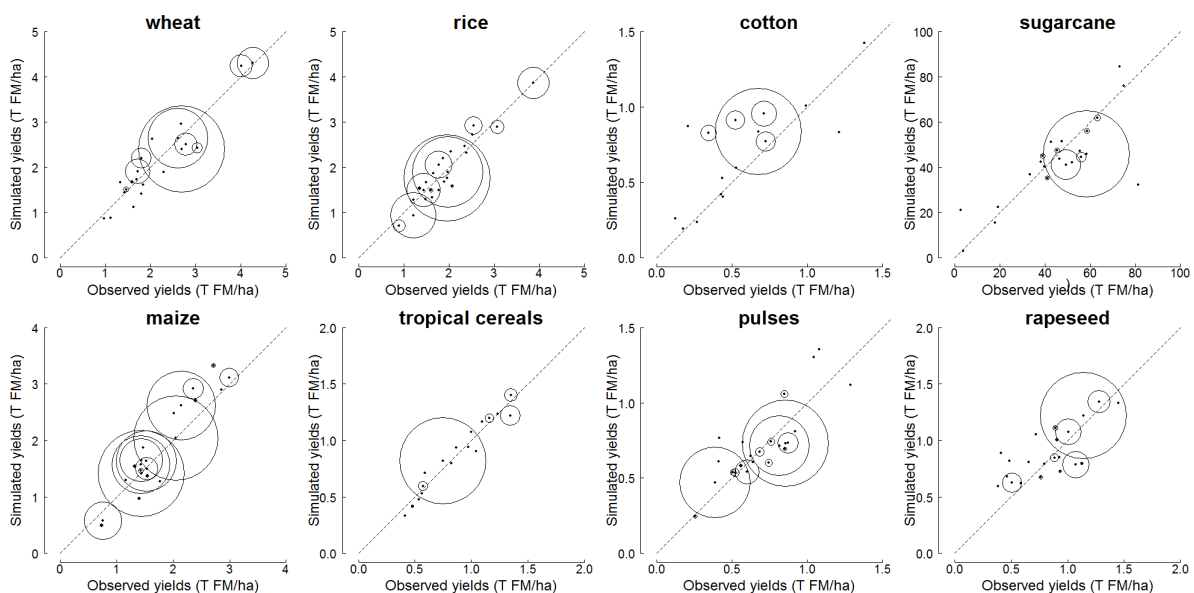 wheat
rice
cotton
sugarcane
Simulated yields (T FM/ha)
5
4
3
2
1
0
0 1 2 3 4 5
Observed yields (T FM/ha)
Simulated yields (T FM/ha)
5
4
3
2
1
0
0 1 2 3 4 5
Observed yields (T FM/ha)
Simulated yields (T FM/ha)
1.5
1.0
0.5
0.0
0.0 0.5 1.0 1.5
Observed yields (T FM/ha)
Simulated yields (T FM/ha)
100
80
60
40
20
0
0 20 40 60 80 100
Observed yields (T FM/ha)
)
maize
tropical cereals
pulses
rapeseed
Simulated yields (T FM/ha)
4
3
2
1
0
0 1 2 3 4
Observed yields (T FM/ha)
Simulated yields (T FM/ha)
2.0
1.5
1.0
0.5
0.0
0.0 0.5 1.0 1.5 2.0
Observed yields (T FM/ha)
Simulated yields (T FM/ha)
1.5
1.0
0.5
0.0
0.0 0.5 1.0 1.5
Observed yields (T FM/ha)
Simulated yields (T FM/ha)
2.0
1.5
1.0
0.5
0.0
0.0 0.5 1.0 1.5 2.0
Observed yields (T FM/ha)